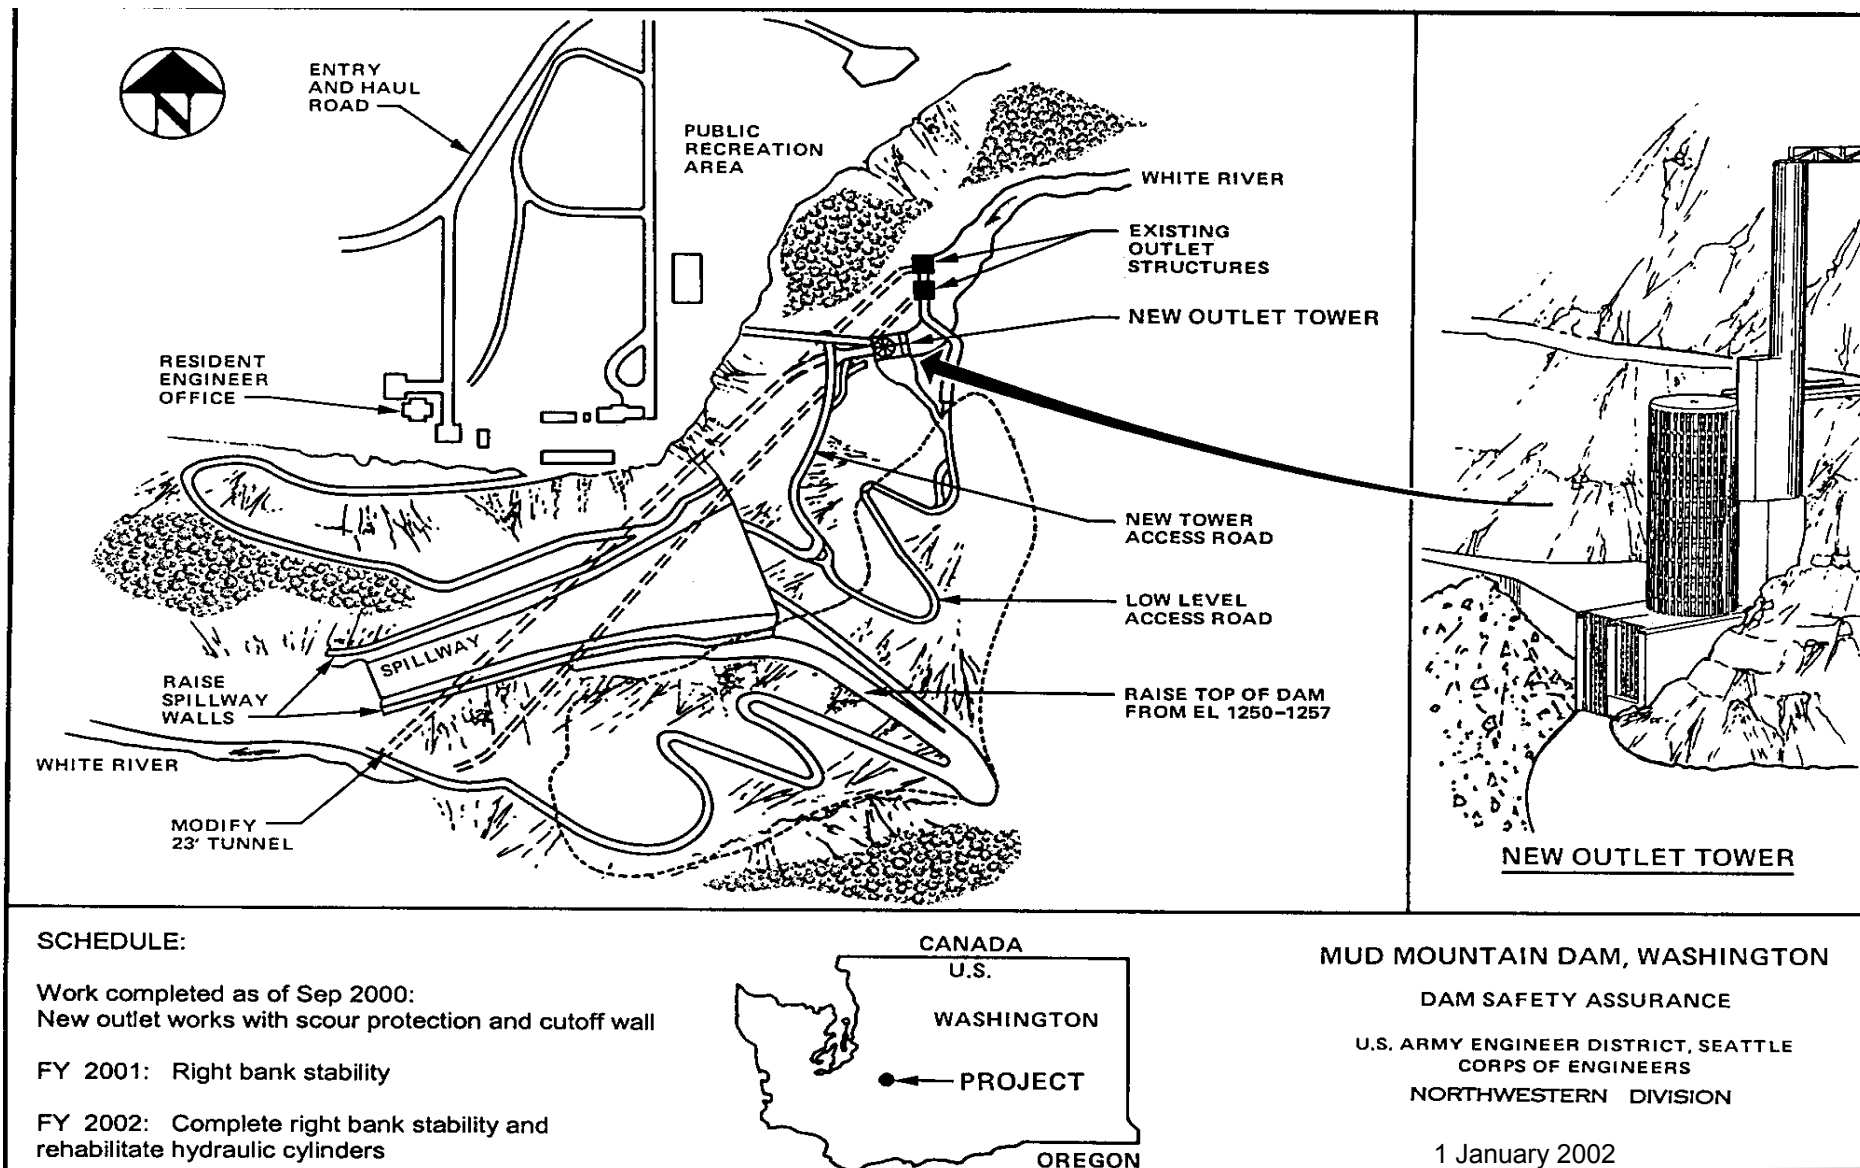 N
ENTRY
AND HAUL
ROAD
PUBLIC
RECREATION
AREA
WHITE RIVER
EXISTING
OUTLET
STRUCTURES
NEW OUTLET TOWER
RESIDENT
ENGINEER
OFFICE
NEW TOWER
ACCESS ROAD
LOW LEVEL
ACCESS ROAD
SPILLWAY
RAISE
SPILLWAY
WALLS
RAISE TOP OF DAM
FROM EL 1250-1257
WHITE RIVER
MODIFY
23' TUNNEL
NEW OUTLET TOWER
SCHEDULE:
Work completed as of Sep 2000:
New outlet works with scour protection and cutoff wall
FY 2001: Right bank stability
FY 2002: Complete right bank stability and
rehabilitate hydraulic cylinders
CANADA
U.S.
WASHINGTON
PROJECT
OREGON
MUD MOUNTAIN DAM, WASHINGTON
DAM SAFETY ASSURANCE
U.S. ARMY ENGINEER DISTRICT, SEATTLE
CORPS OF ENGINEERS
NORTHWESTERN DIVISION
1 January 2002